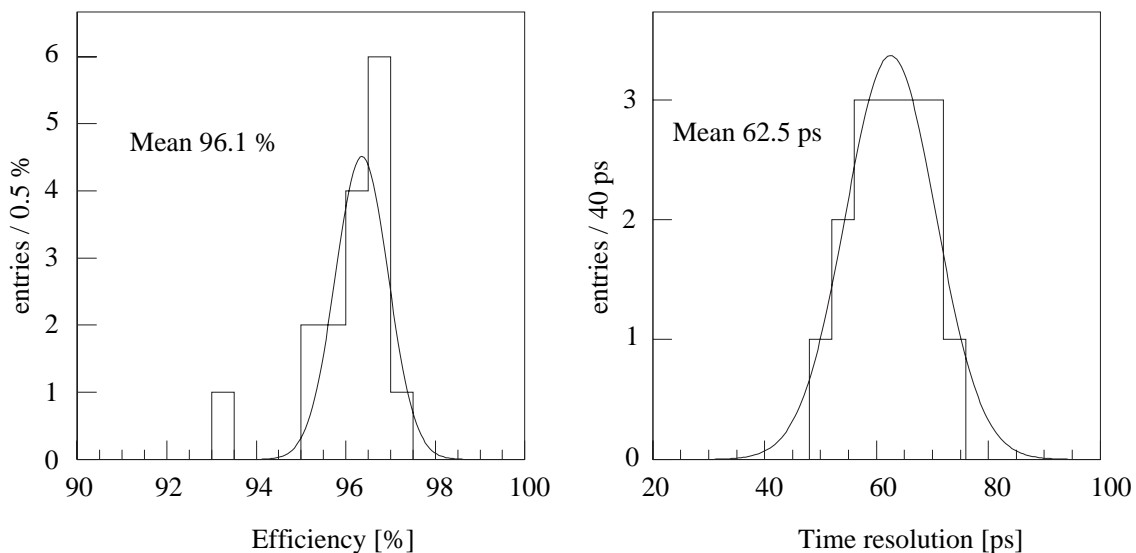 6
5
4
3
2
1
0
entries / 0.5 %
Mean 96.1 %
90 92 94 96 98 100
Efficiency [%]
3
2
1
0
entries / 40 ps
Mean 62.5 ps
20 40 60 80 100
Time resolution [ps]